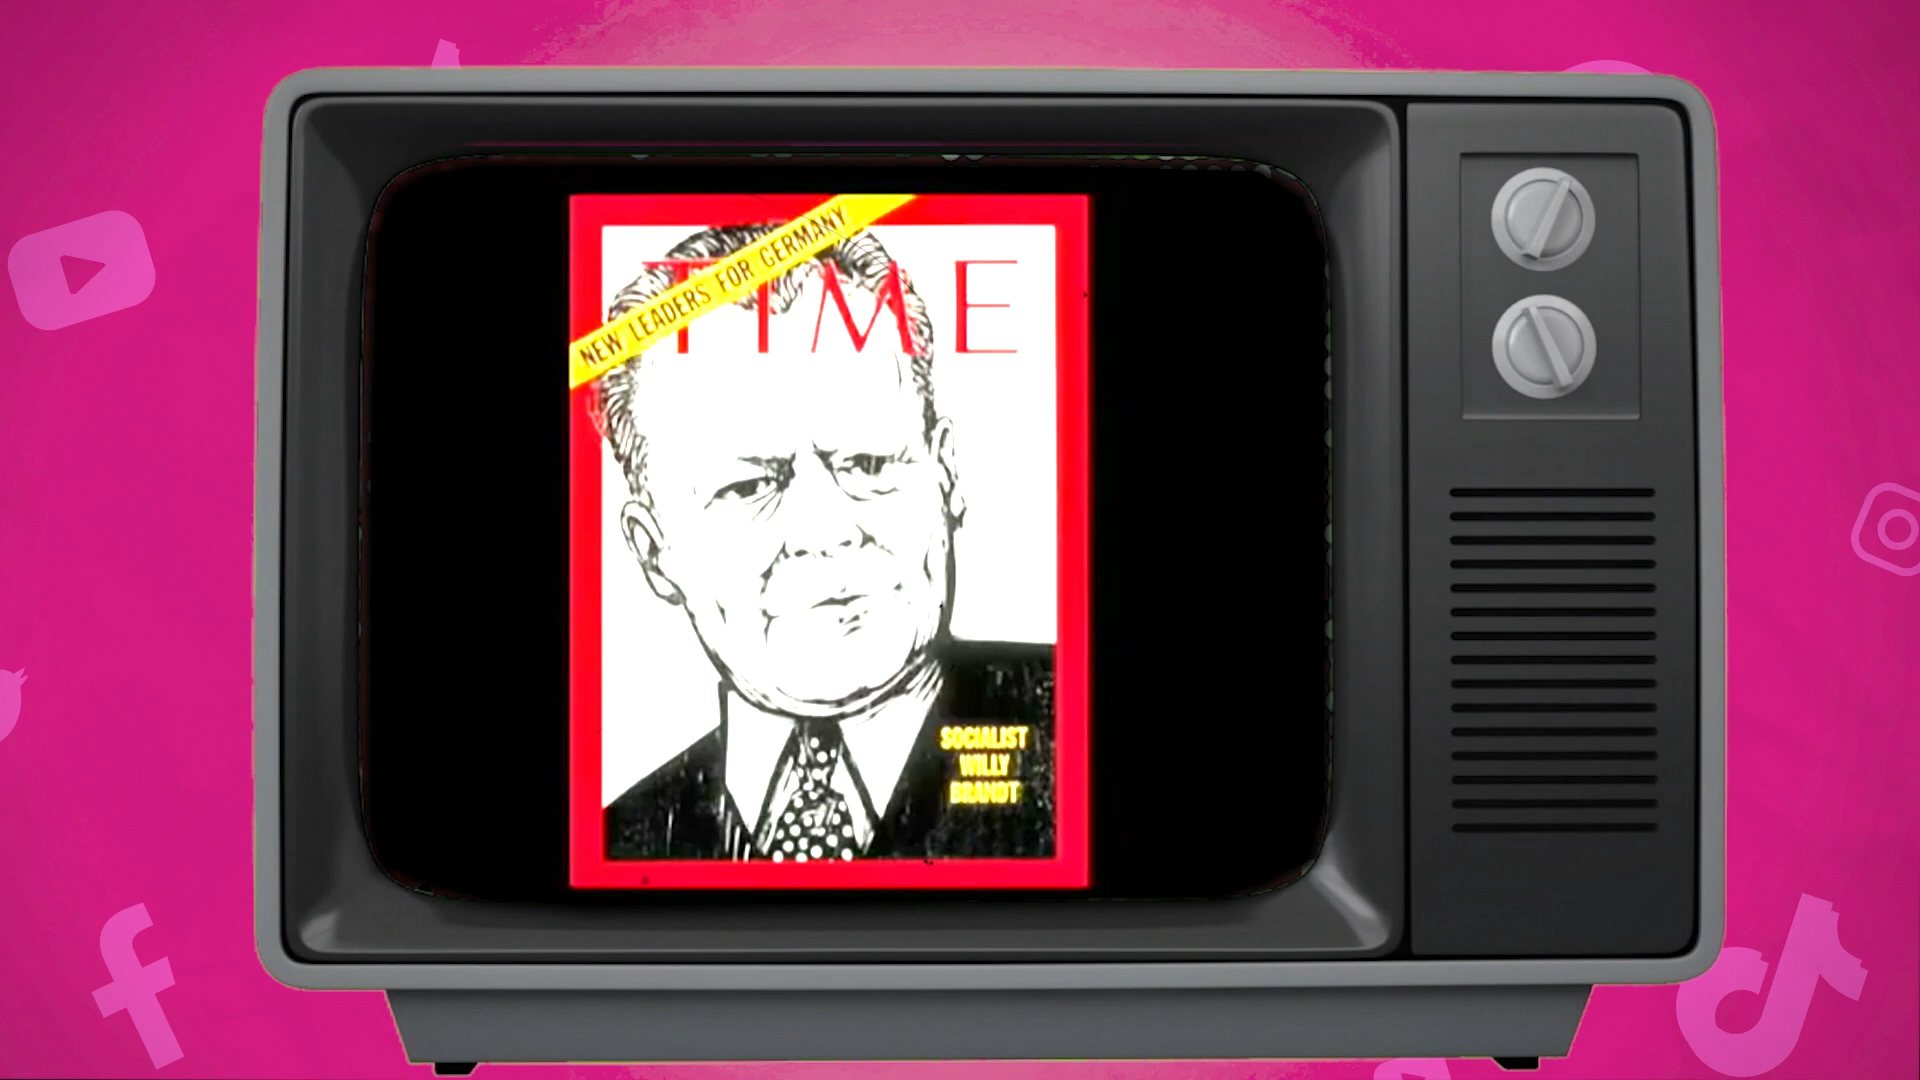 NEW LEADERS FOR GERMANY
TIME
SOCIALIST
WILLY
BRANDT